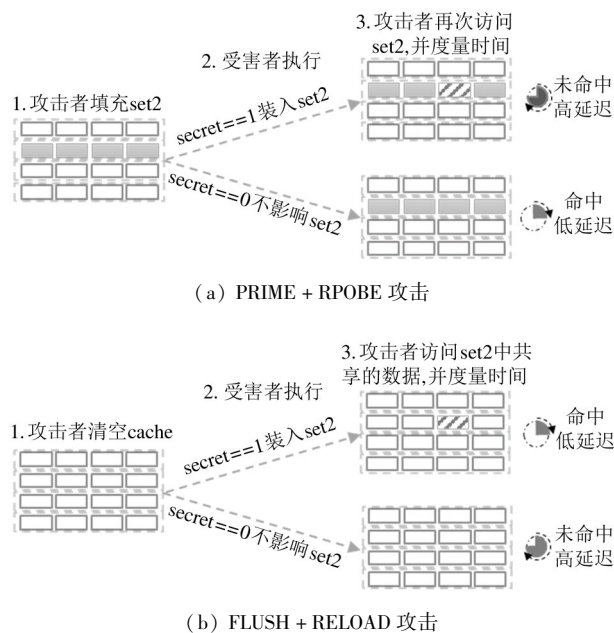 3.攻击者再次访问
set2,并度量时间
2. 受害者执行
1.攻击者填充set2
secret==1装入set2
secret==0不影响set2
未命中
高延迟
命中
低延迟
(a) PRIME + RPOBE 攻击
3.攻击者访问set2中共
享的数据,并度量时间
2. 受害者执行
1.攻击者清空cache
secret==1装入set2
secret==0不影响set2
命中
低延迟
未命中
高延迟
(b) FLUSH + RELOAD 攻击